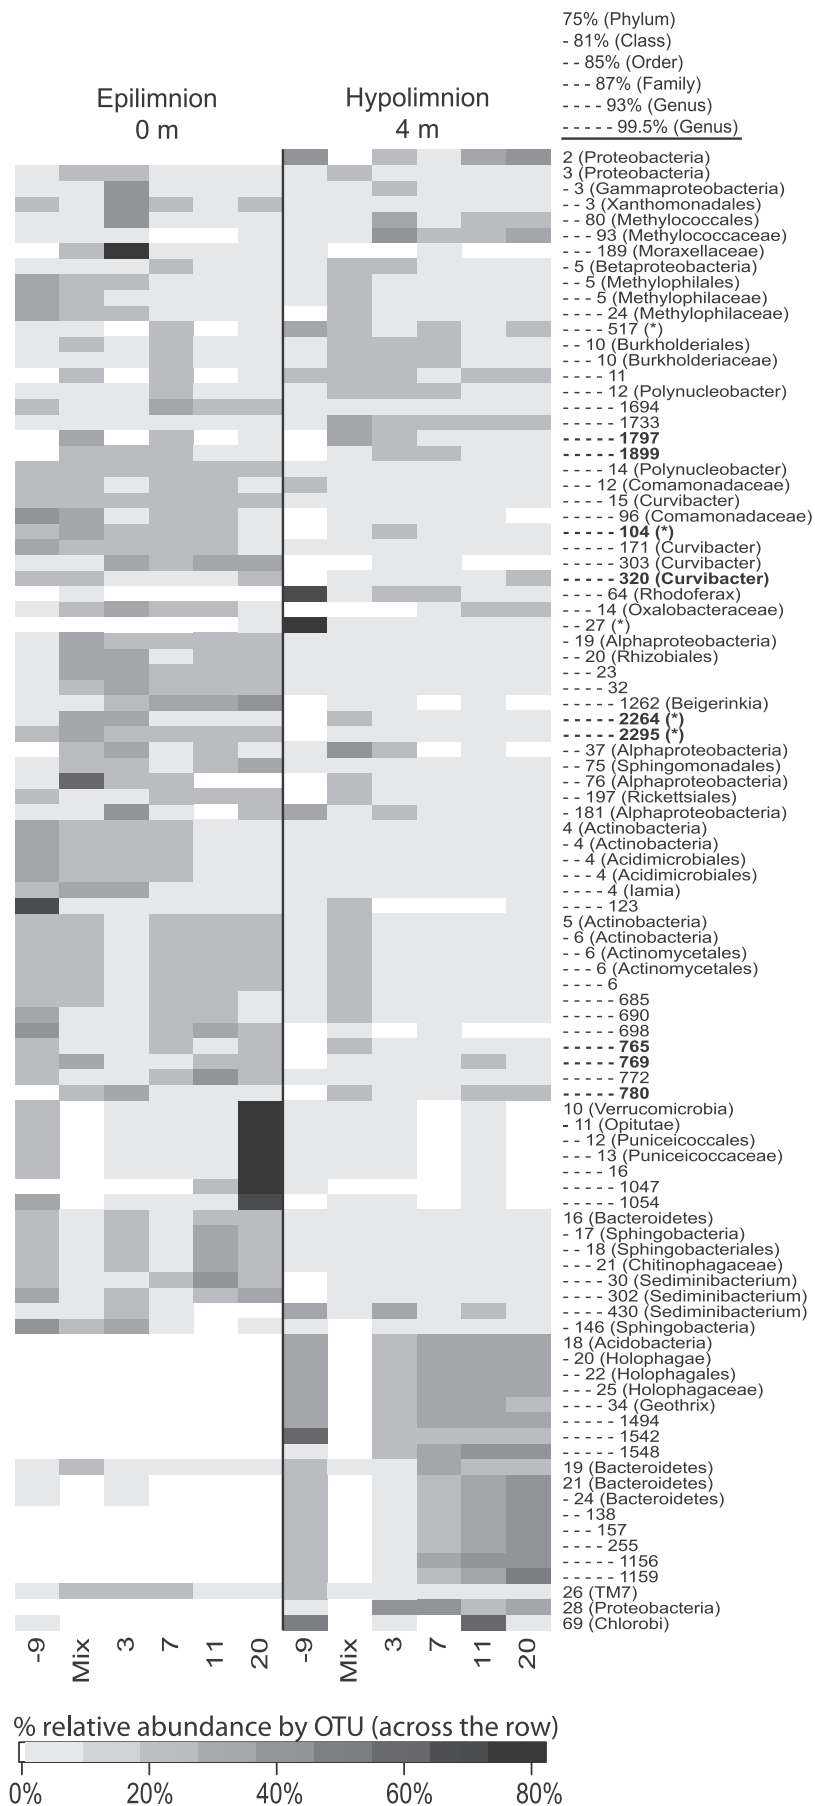 75% (Phylum)
- 81% (Class)
- - 85% (Order)
- - - 87% (Family)
- - - - 93% (Genus)
- - - - - 99.5% (Genus)
Epilimnion
0 m
Hypolimnion
4 m
2 (Proteobacteria)
3 (Proteobacteria)
- 3 (Gammaproteobacteria)
- - 3 (Xanthomonadales)
- - 80 (Methylococcales)
- - - 93 (Methylococcaceae)
- - - 189 (Moraxellaceae)
- 5 (Betaproteobacteria)
- - 5 (Methylophilales)
- - - 5 (Methylophilaceae)
- - - - 24 (Methylophilaceae)
- - - - 517 (*)
- - 10 (Burkholderiales)
- - - 10 (Burkholderiaceae)
- - - - 11
- - - - 12 (Polynucleobacter)
- - - - - 1694
- - - - - 1733
- - - - - 1797
- - - - - 1899
- - - - 14 (Polynucleobacter)
- - - 12 (Comamonadaceae)
- - - - 15 (Curvibacter)
- - - - - 96 (Comamonadaceae)
- - - - - 104 (*)
- - - - - 171 (Curvibacter)
- - - - - 303 (Curvibacter)
- - - - - 320 (Curvibacter)
- - - - 64 (Rhodoferax)
- - - 14 (Oxalobacteraceae)
- - 27 (*)
- 19 (Alphaproteobacteria)
- - 20 (Rhizobiales)
- - - 23
- - - - 32
- - - - - 1262 (Beigerinkia)
- - - - - 2264 (*)
- - - - - 2295 (*)
- - 37 (Alphaproteobacteria)
- - 75 (Sphingomonadales)
- - 76 (Alphaproteobacteria)
- - 197 (Rickettsiales)
- 181 (Alphaproteobacteria)
4 (Actinobacteria)
- 4 (Actinobacteria)
- - 4 (Acidimicrobiales)
- - - 4 (Acidimicrobiales)
- - - - 4 (Iamia)
- - - - 123
5 (Actinobacteria)
- 6 (Actinobacteria)
- - 6 (Actinomycetales)
- - - 6 (Actinomycetales)
- - - - 6
- - - - - 685
- - - - - 690
- - - - - 698
- - - - - 765
- - - - - 769
- - - - - 772
- - - - - 780
10 (Verrucomicrobia)
- 11 (Opitutae)
- - 12 (Puniceicoccales)
- - - 13 (Puniceicoccaceae)
- - - - 16
- - - - - 1047
- - - - - 1054
16 (Bacteroidetes)
- 17 (Sphingobacteria)
- - 18 (Sphingobacteriales)
- - - 21 (Chitinophagaceae)
- - - - 30 (Sediminibacterium)
- - - - 302 (Sediminibacterium)
- - - - 430 (Sediminibacterium)
- 146 (Sphingobacteria)
18 (Acidobacteria)
- 20 (Holophagae)
- - 22 (Holophagales)
- - - 25 (Holophagaceae)
- - - - 34 (Geothrix)
- - - - - 1494
- - - - - 1542
- - - - - 1548
19 (Bacteroidetes)
21 (Bacteroidetes)
- 24 (Bacteroidetes)
- - 138
- - - 157
- - - - 255
- - - - - 1156
- - - - - 1159
26 (TM7)
28 (Proteobacteria)
69 (Chlorobi)
-9 Mix 3 7 11 20 -9 Mix 3 7 11 20
% relative abundance by OTU (across the row)
0% 20% 40% 60% 80%